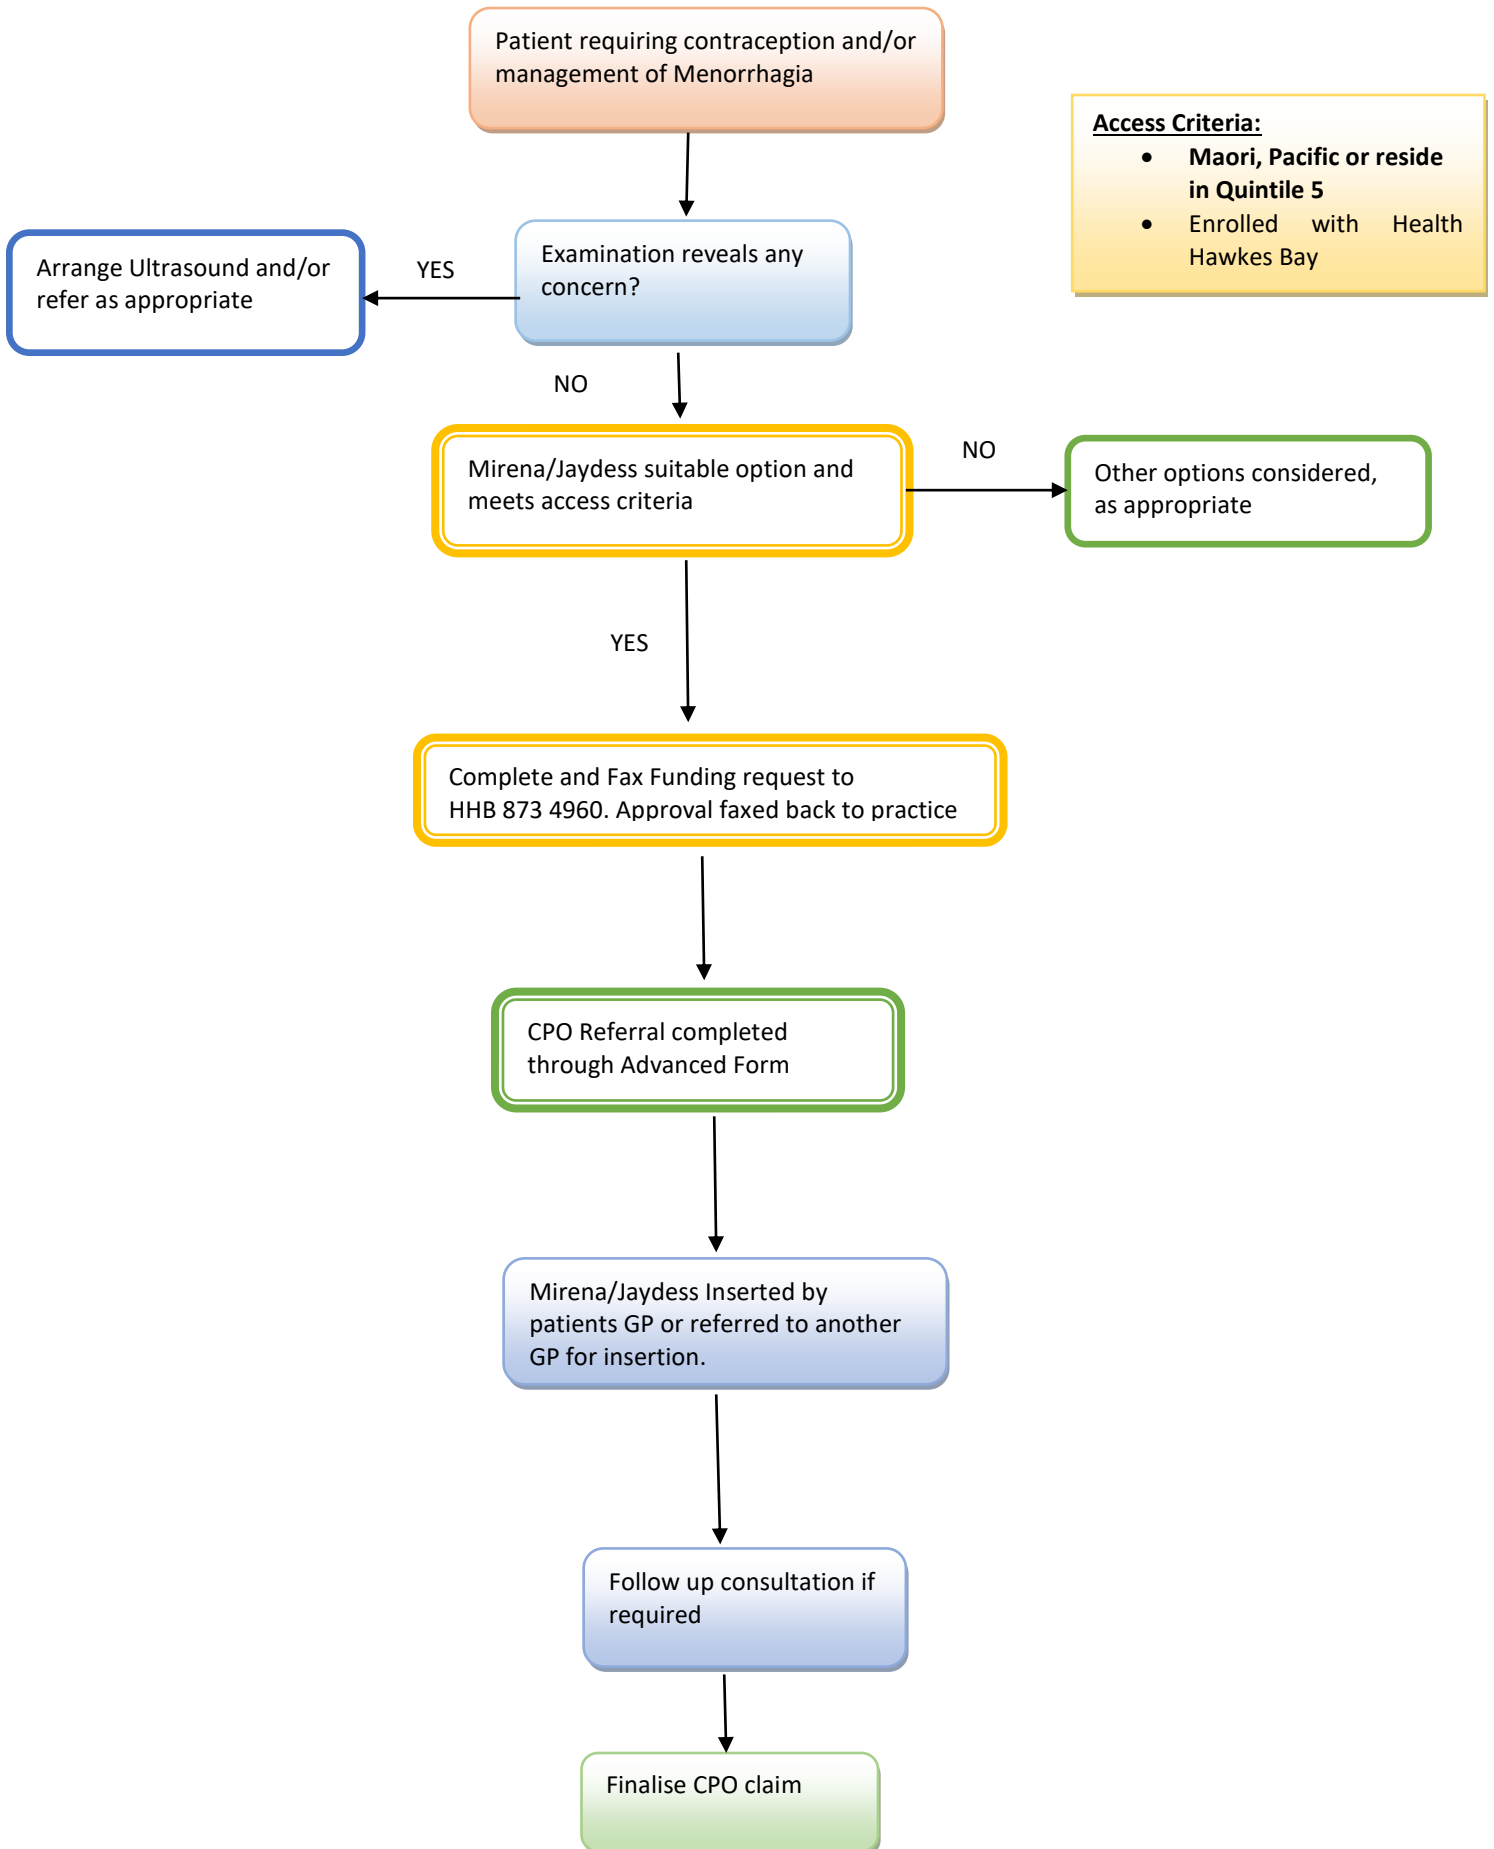 Patient requiring contraception and/or
management of Menorrhagia
Access Criteria:
• Maori, Pacific or reside
in Quintile 5
• Enrolled with Health
Hawkes Bay
Examination reveals any
concern?
YES
Arrange Ultrasound and/or
refer as appropriate
NO
Mirena/Jaydess suitable option and
meets access criteria
NO
Other options considered,
as appropriate
YES
Complete and Fax Funding request to
HHB 873 4960. Approval faxed back to practice
CPO Referral completed
through Advanced Form
Mirena/Jaydess Inserted by
patients GP or referred to another
GP for insertion.
Follow up consultation if
required
Finalise CPO claim